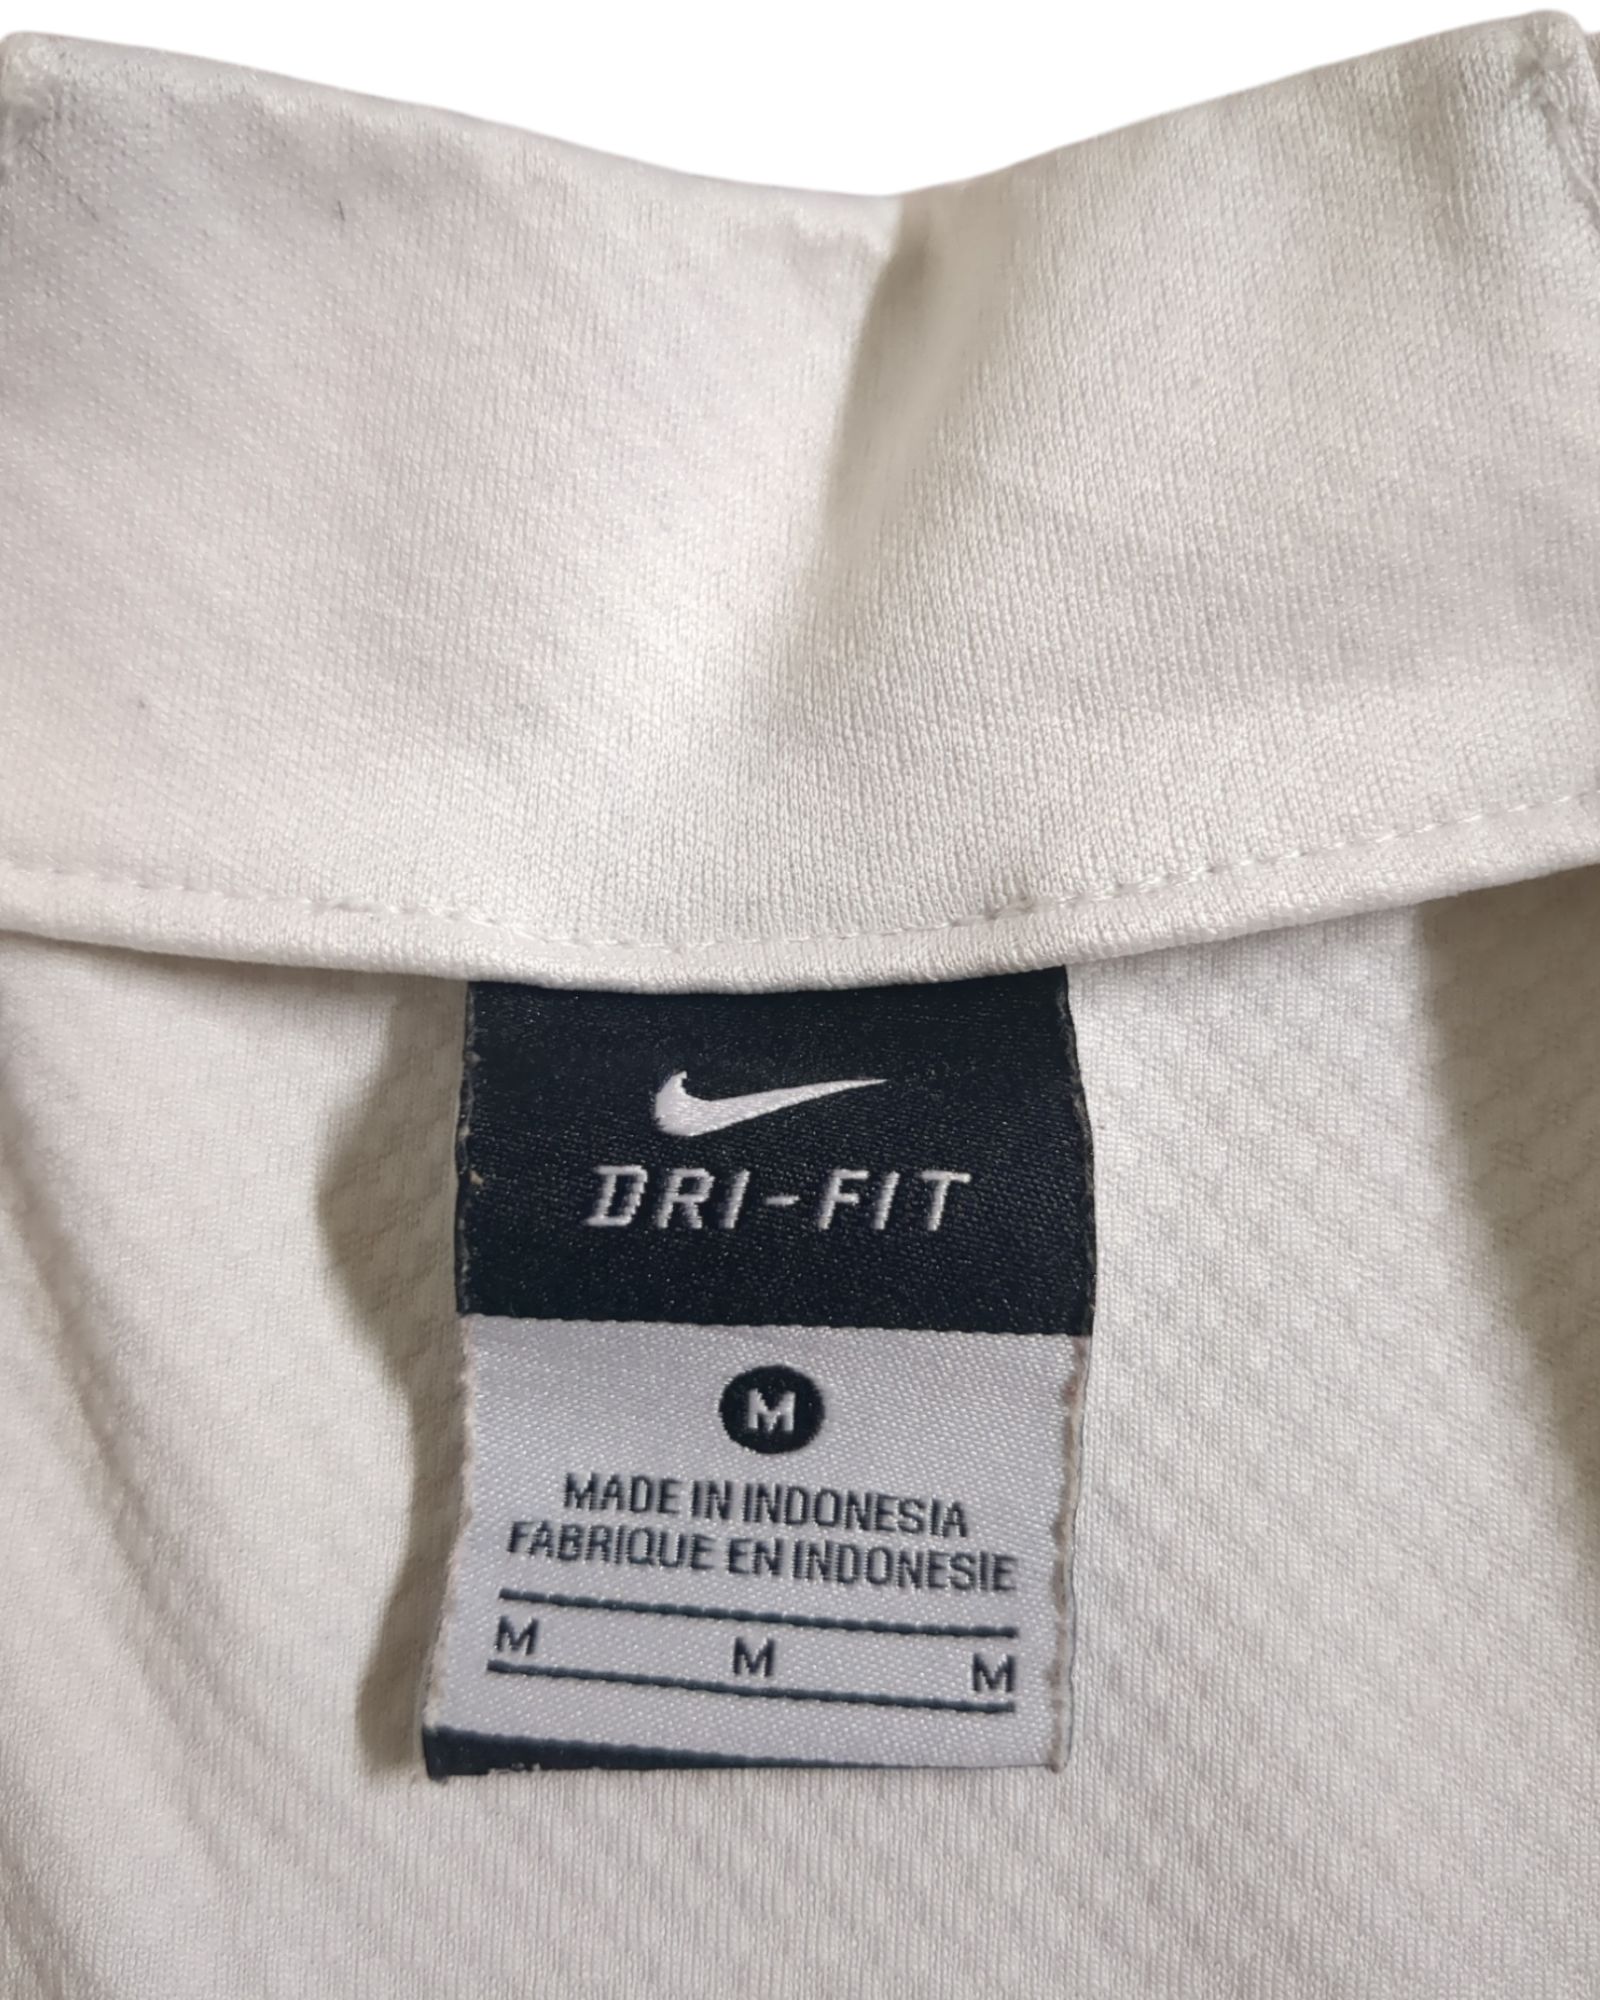 DRI-FIT
M
MADE IN INDONESIA
FABRIQUE EN INDONESIE
M M M